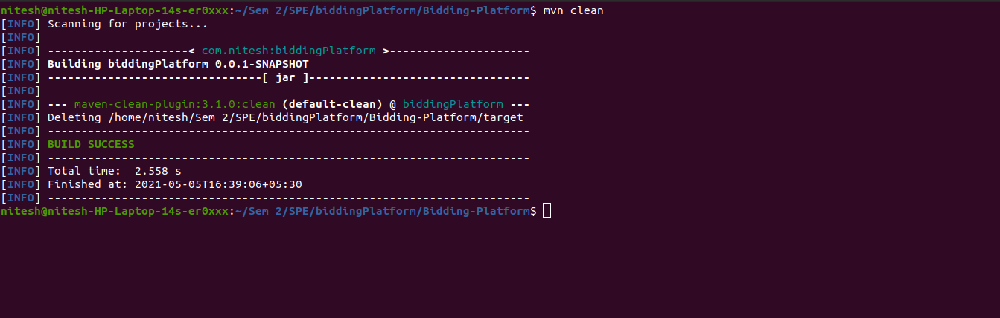 nitesh@nitesh-HP-Laptop-14s-er0xxx:~/Sem 2/SPE/biddingPlatform/Bidding-Platform$ mvn clean
[INFO] Scanning for projects...
[INFO]
[INFO] ---------------------< com.nitesh:biddingPlatform >---------------------
[INFO] Building biddingPlatform 0.0.1-SNAPSHOT
[INFO] --------------------------------[ jar ]---------------------------------
[INFO]
[INFO] --- maven-clean-plugin:3.1.0:clean (default-clean) @ biddingPlatform ---
[INFO] Deleting /home/nitesh/Sem 2/SPE/biddingPlatform/Bidding-Platform/target
[INFO] ------------------------------------------------------------------------
[INFO] BUILD SUCCESS
[INFO] ------------------------------------------------------------------------
[INFO] Total time:  2.558 s
[INFO] Finished at: 2021-05-05T16:39:06+05:30
[INFO] ------------------------------------------------------------------------
nitesh@nitesh-HP-Laptop-14s-er0xxx:~/Sem 2/SPE/biddingPlatform/Bidding-Platform$